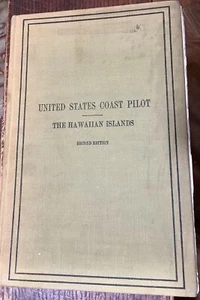 UNITED STATES COAST PILOT
THE HAWAIIAN ISLANDS
SECOND EDITION